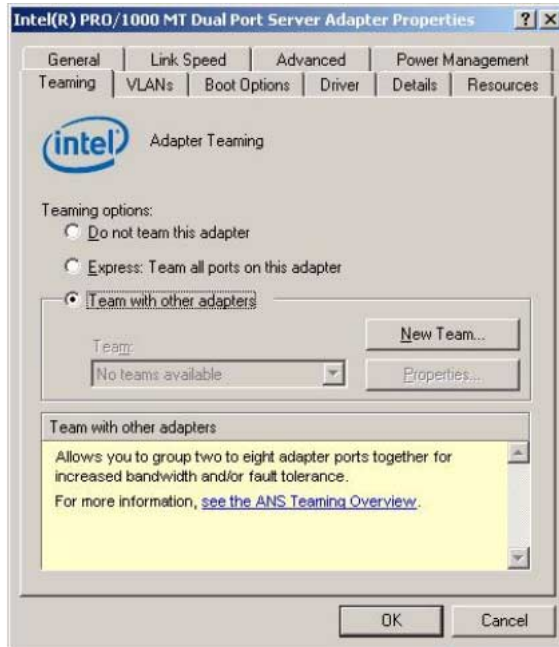 Intel(R) PRO/1000 MT Dual Port Server Adapter Properties
General Link Speed Advanced Power Management
Teaming VLANs Boot Options Driver Details Resources
intel Adapter Teaming
Teaming options:
Do not team this adapter
Express: Team all ports on this adapter
Team with other adapters
New Team...
Team:
No teams available Properties...
Team with other adapters
Allows you to group two to eight adapter ports together for
increased bandwidth and/or fault tolerance.
For more information, see the ANS Teaming Overview.
OK Cancel